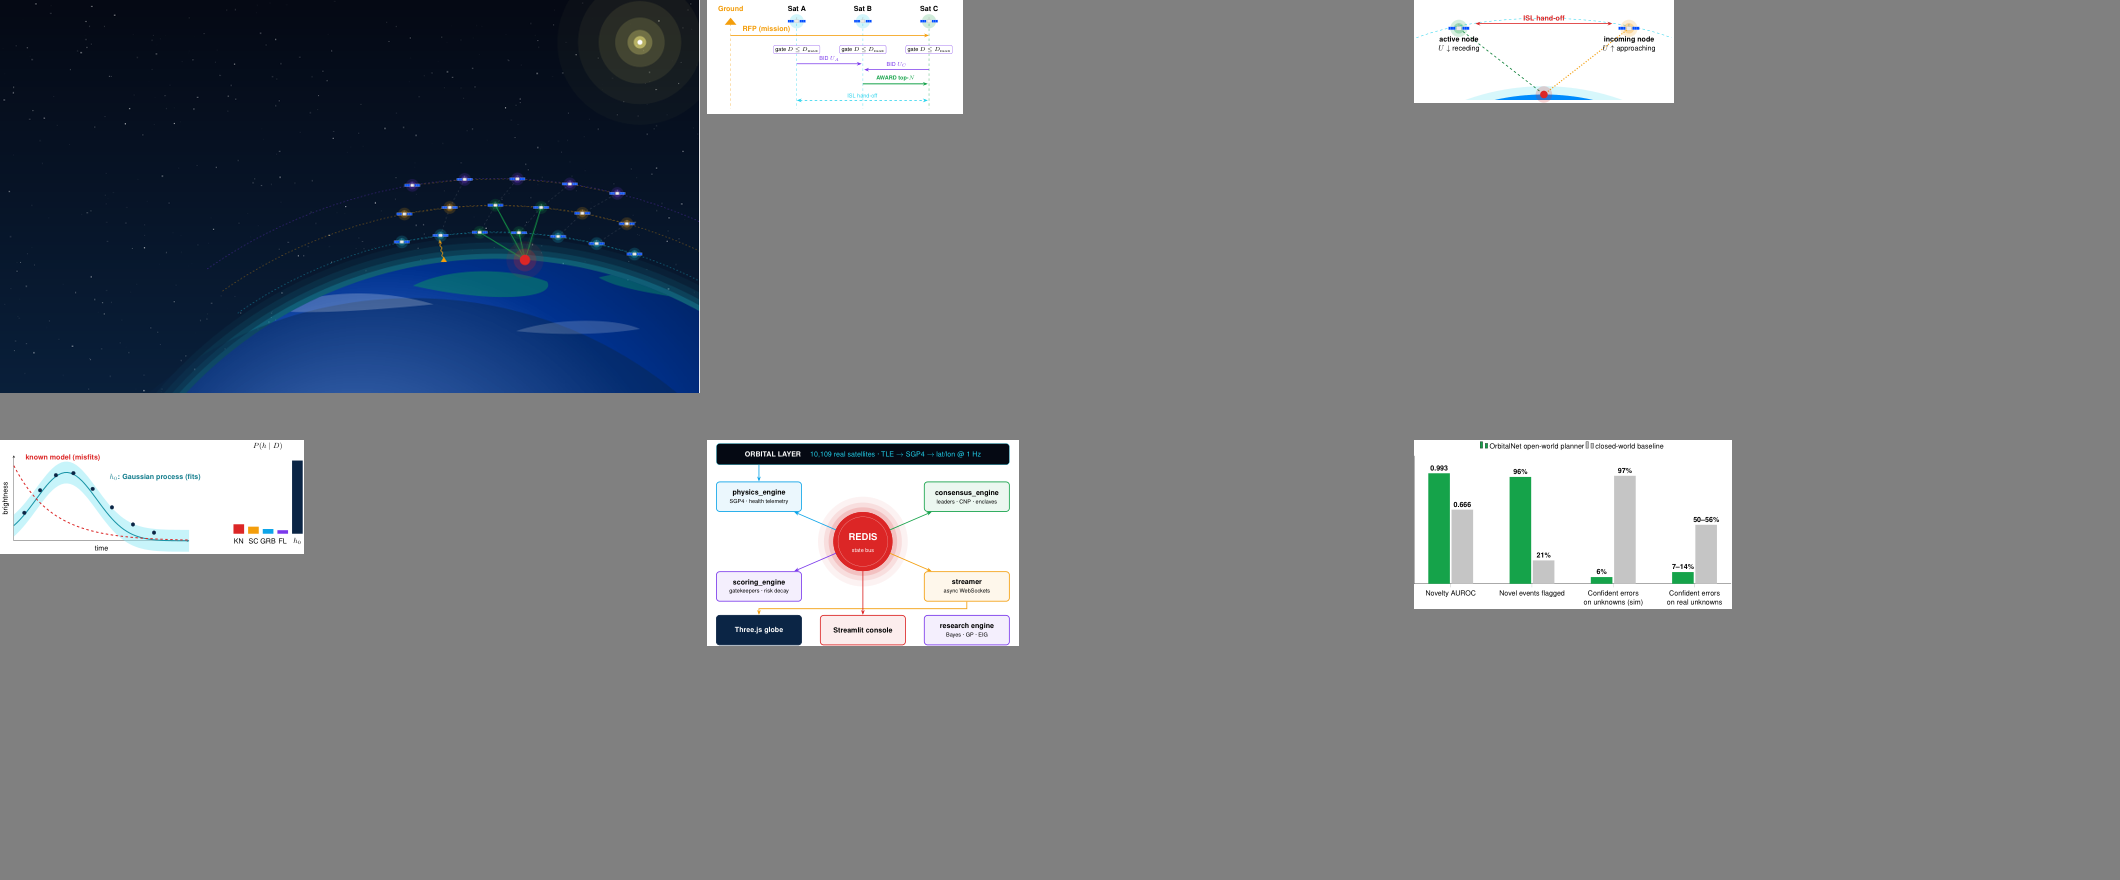 Ground
Sat A
Sat B
Sat C
RFP (mission)
gate D ≤ Dmax
gate D ≤ Dmax
gate D ≤ Dmax
BID U_A
BID U_C
AWARD top-N
ISL hand-off
ISL hand-off
active node
U ↓ receding
incoming node
U ↑ approaching
P(h | D)
known model (misfits)
h₀: Gaussian process (fits)
brightness
time
KN SC GRB FL h₀
ORBITAL LAYER 10,109 real satellites · TLE → SGP4 → lat/lon @ 1 Hz
physics_engine
SGP4 · health telemetry
consensus_engine
leaders · CNP · enclaves
REDIS
state bus
scoring_engine
gatekeepers · risk decay
streamer
async WebSockets
Three.js globe
Streamlit console
research engine
Bayes · GP · EIG
OrbitalNet open-world planner closed-world baseline
0.993
0.666
96%
21%
6%
97%
7–14%
50–56%
Novelty AUROC
Novel events flagged
Confident errors
on unknowns (sim)
Confident errors
on real unknowns